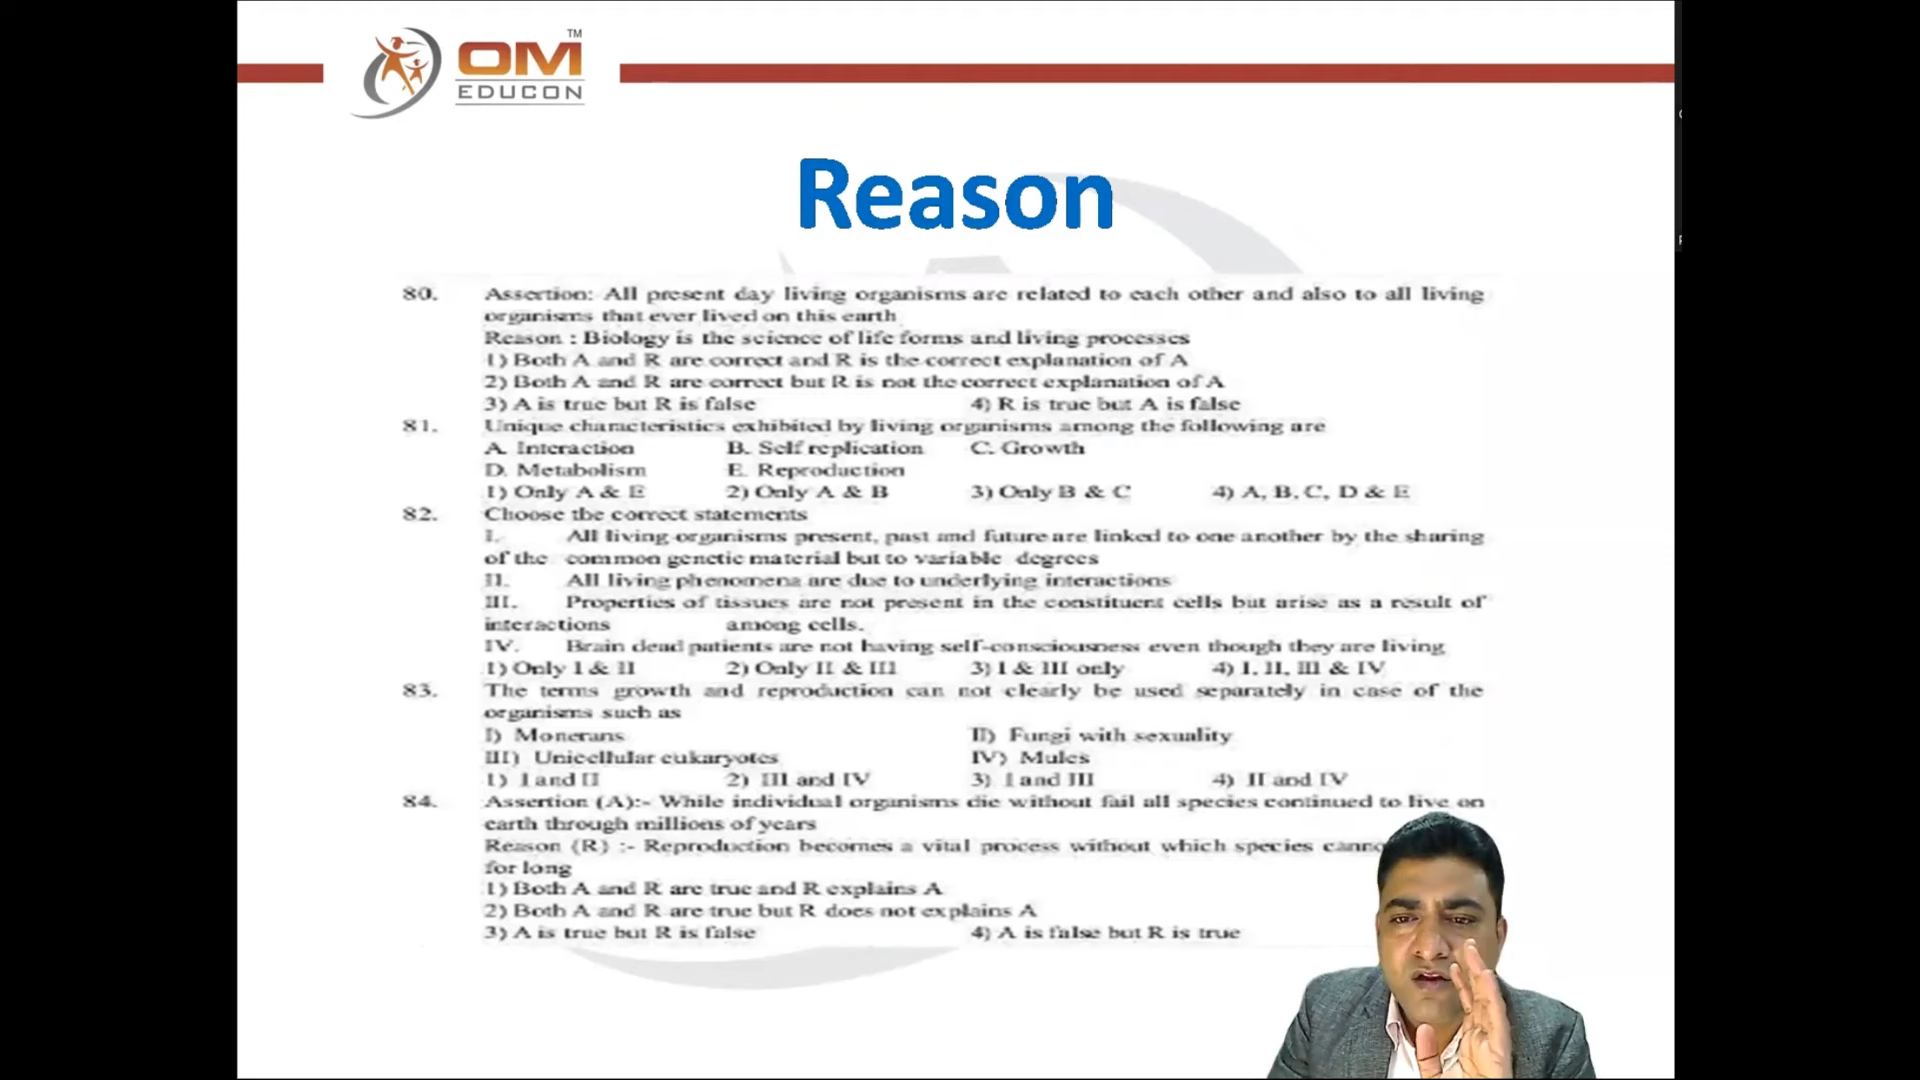 OM TM
EDUCON
Reason
80. Assertion: All present day living organisms are related to each other and also to all living
organisms that ever lived on this earth
Reason : Biology is the science of life forms and living processes
1) Both A and R are correct and R is the correct explanation of A
2) Both A and R are correct but R is not the correct explanation of A
3) A is true but R is false 4) R is true but A is false
81. Unique characteristics exhibited by living organisms among the following are
A. Interaction B. Self replication C. Growth
D. Metabolism E. Reproduction
1) Only A & E 2) Only A & B 3) Only B & C 4) A, B, C, D & E
82. Choose the correct statements
I. All living organisms present, past and future are linked to one another by the sharing
of the common genetic material but to variable degrees
II. All living phenomena are due to underlying interactions
III. Properties of tissues are not present in the constituent cells but arise as a result of
interactions among cells.
IV. Brain dead patients are not having self-consciousness even though they are living
1) Only I & II 2) Only II & III 3) I & III only 4) I, II, III & IV
83. The terms growth and reproduction can not clearly be used separately in case of the
organisms such as
I) Monerans II) Fungi with sexuality
III) Unicellular eukaryotes IV) Mules
1) I and II 2) III and IV 3) I and III 4) II and IV
84. Assertion (A):- While individual organisms die without fail all species continued to live on
earth through millions of years
Reason (R) :- Reproduction becomes a vital process without which species
for long
1) Both A and R are true and R explains A
2) Both A and R are true but R does not explains A
3) A is true but R is false 4) A is false but R is true